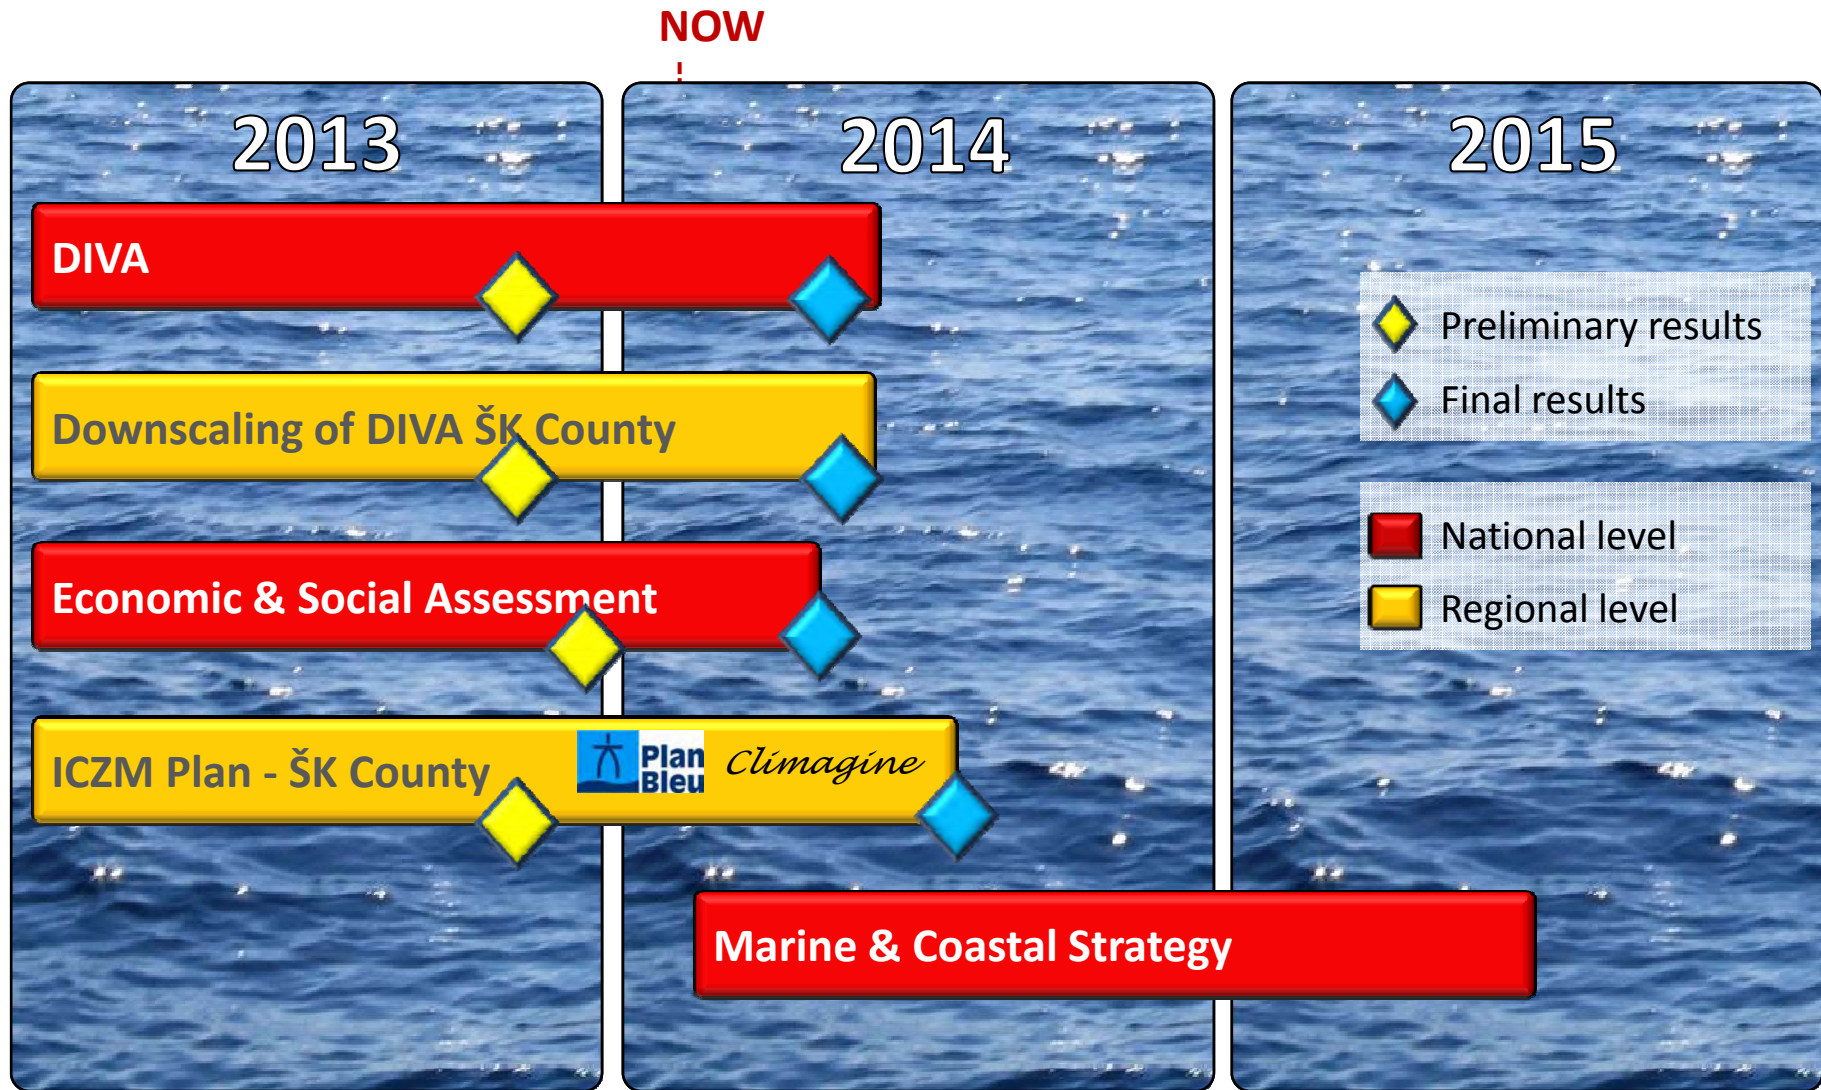 NOW
2013
2014
2015
DIVA
Preliminary results
Final results
Downscaling of DIVA ŠK County
National level
Regional level
Economic & Social Assessment
ICZM Plan - ŠK County
Plan
Bleu
Climagine
Marine & Coastal Strategy